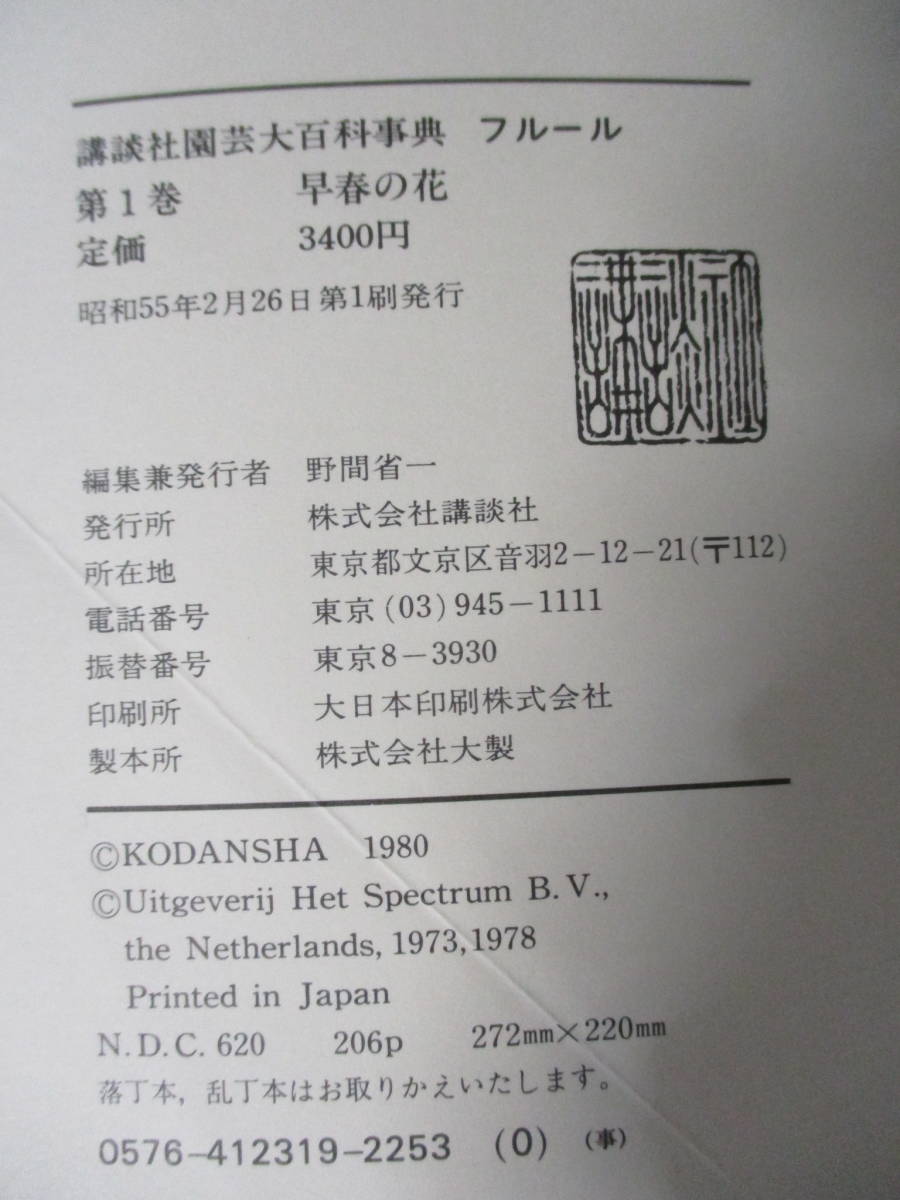 講談社園芸大百科事典 フルール
第1巻 早春の花
定価 3400円
昭和55年2月26日第1刷発行
編集兼発行者 野間省一
発行所 株式会社講談社
所在地 東京都文京区音羽2-12-21(〒112)
電話番号 東京(03)945-1111
振替番号 東京8-3930
印刷所 大日本印刷株式会社
製本所 株式会社大製
©KODANSHA 1980
©Uitgeverij Het Spectrum B.V.,
the Netherlands, 1973, 1978
Printed in Japan
N.D.C. 620 206p 272mm×220mm
落丁本,乱丁本はお取りかえいたします。
0576-412319-2253 (0) (事)